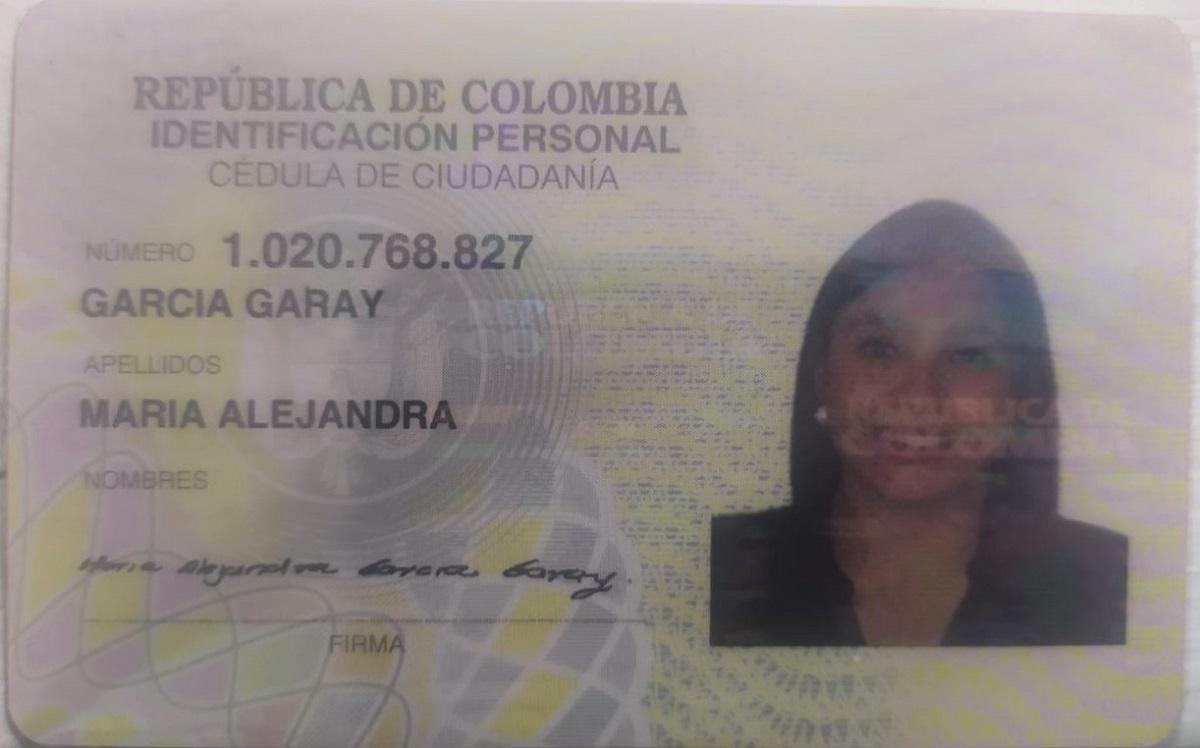 REPÚBLICA DE COLOMBIA
IDENTIFICACIÓN PERSONAL
CÉDULA DE CIUDADANÍA
NÚMERO 1.020.768.827
GARCIA GARAY
APELLIDOS
MARIA ALEJANDRA
NOMBRES
Maria Alejandra Garcia Garay.
FIRMA